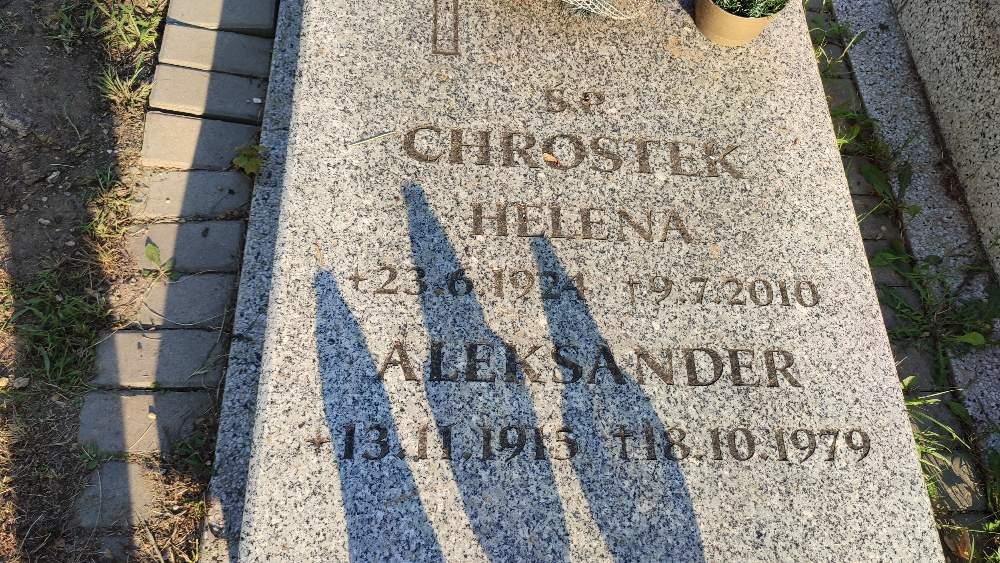 Ś.P.
CHROSTEK
HELENA
+23.6.1924 †9.7.2010
ALEKSANDER
+13.11.1915 †18.10.1979